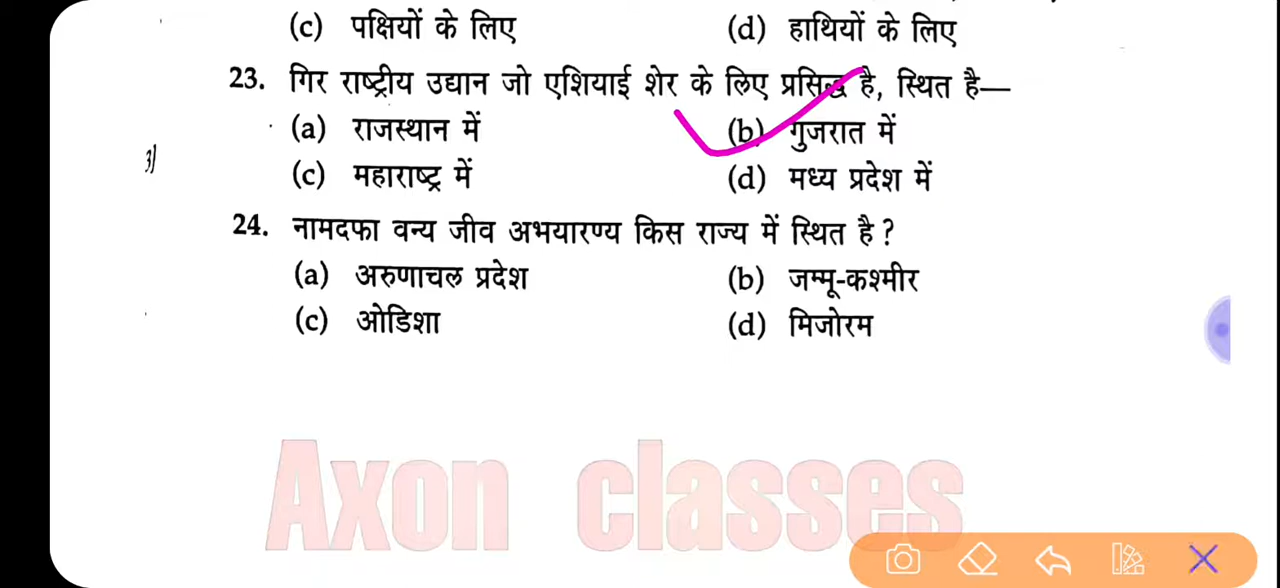 (c) पक्षियों के लिए (d) हाथियों के लिए
23. गिर राष्ट्रीय उद्यान जो एशियाई शेर के लिए प्रसिद्ध है, स्थित है—
(a) राजस्थान में (b) गुजरात में
(c) महाराष्ट्र में (d) मध्य प्रदेश में
24. नामदफा वन्य जीव अभयारण्य किस राज्य में स्थित है?
(a) अरुणाचल प्रदेश (b) जम्मू-कश्मीर
(c) ओडिशा (d) मिजोरम
Axon classes